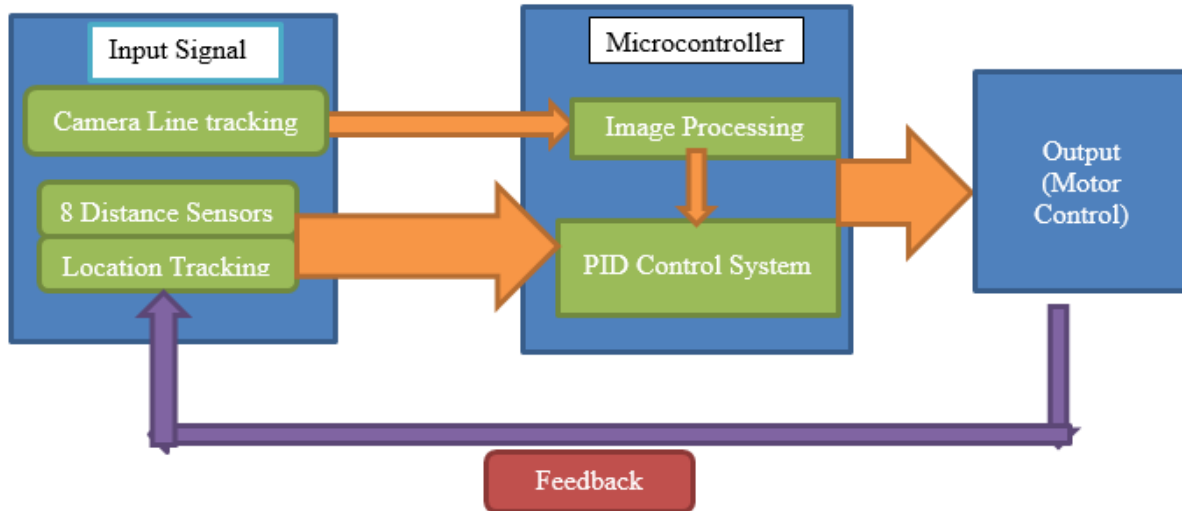 Input Signal
Camera Line tracking
8 Distance Sensors
Location Tracking
Microcontroller
Image Processing
PID Control System
Output
(Motor
Control)
Feedback